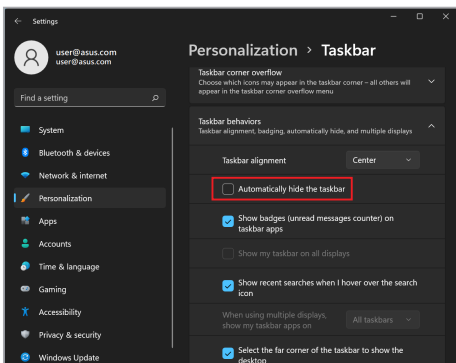 Settings
user@asus.com
user@asus.com
Find a setting
System
Bluetooth & devices
Network & internet
Personalization
Apps
Accounts
Time & language
Gaming
Accessibility
Privacy & security
Windows Update
Personalization > Taskbar
Taskbar corner overflow
Choose which icons may appear in the taskbar corner – all others will
appear in the taskbar corner overflow menu
Taskbar behaviors
Taskbar alignment, badging, automatically hide, and multiple displays
Taskbar alignment
Center
Automatically hide the taskbar
Show badges (unread messages counter) on
taskbar apps
Show my taskbar on all displays
Show recent searches when I hover over the search
icon
When using multiple displays,
show my taskbar apps on
All taskbars
Select the far corner of the taskbar to show the
desktop